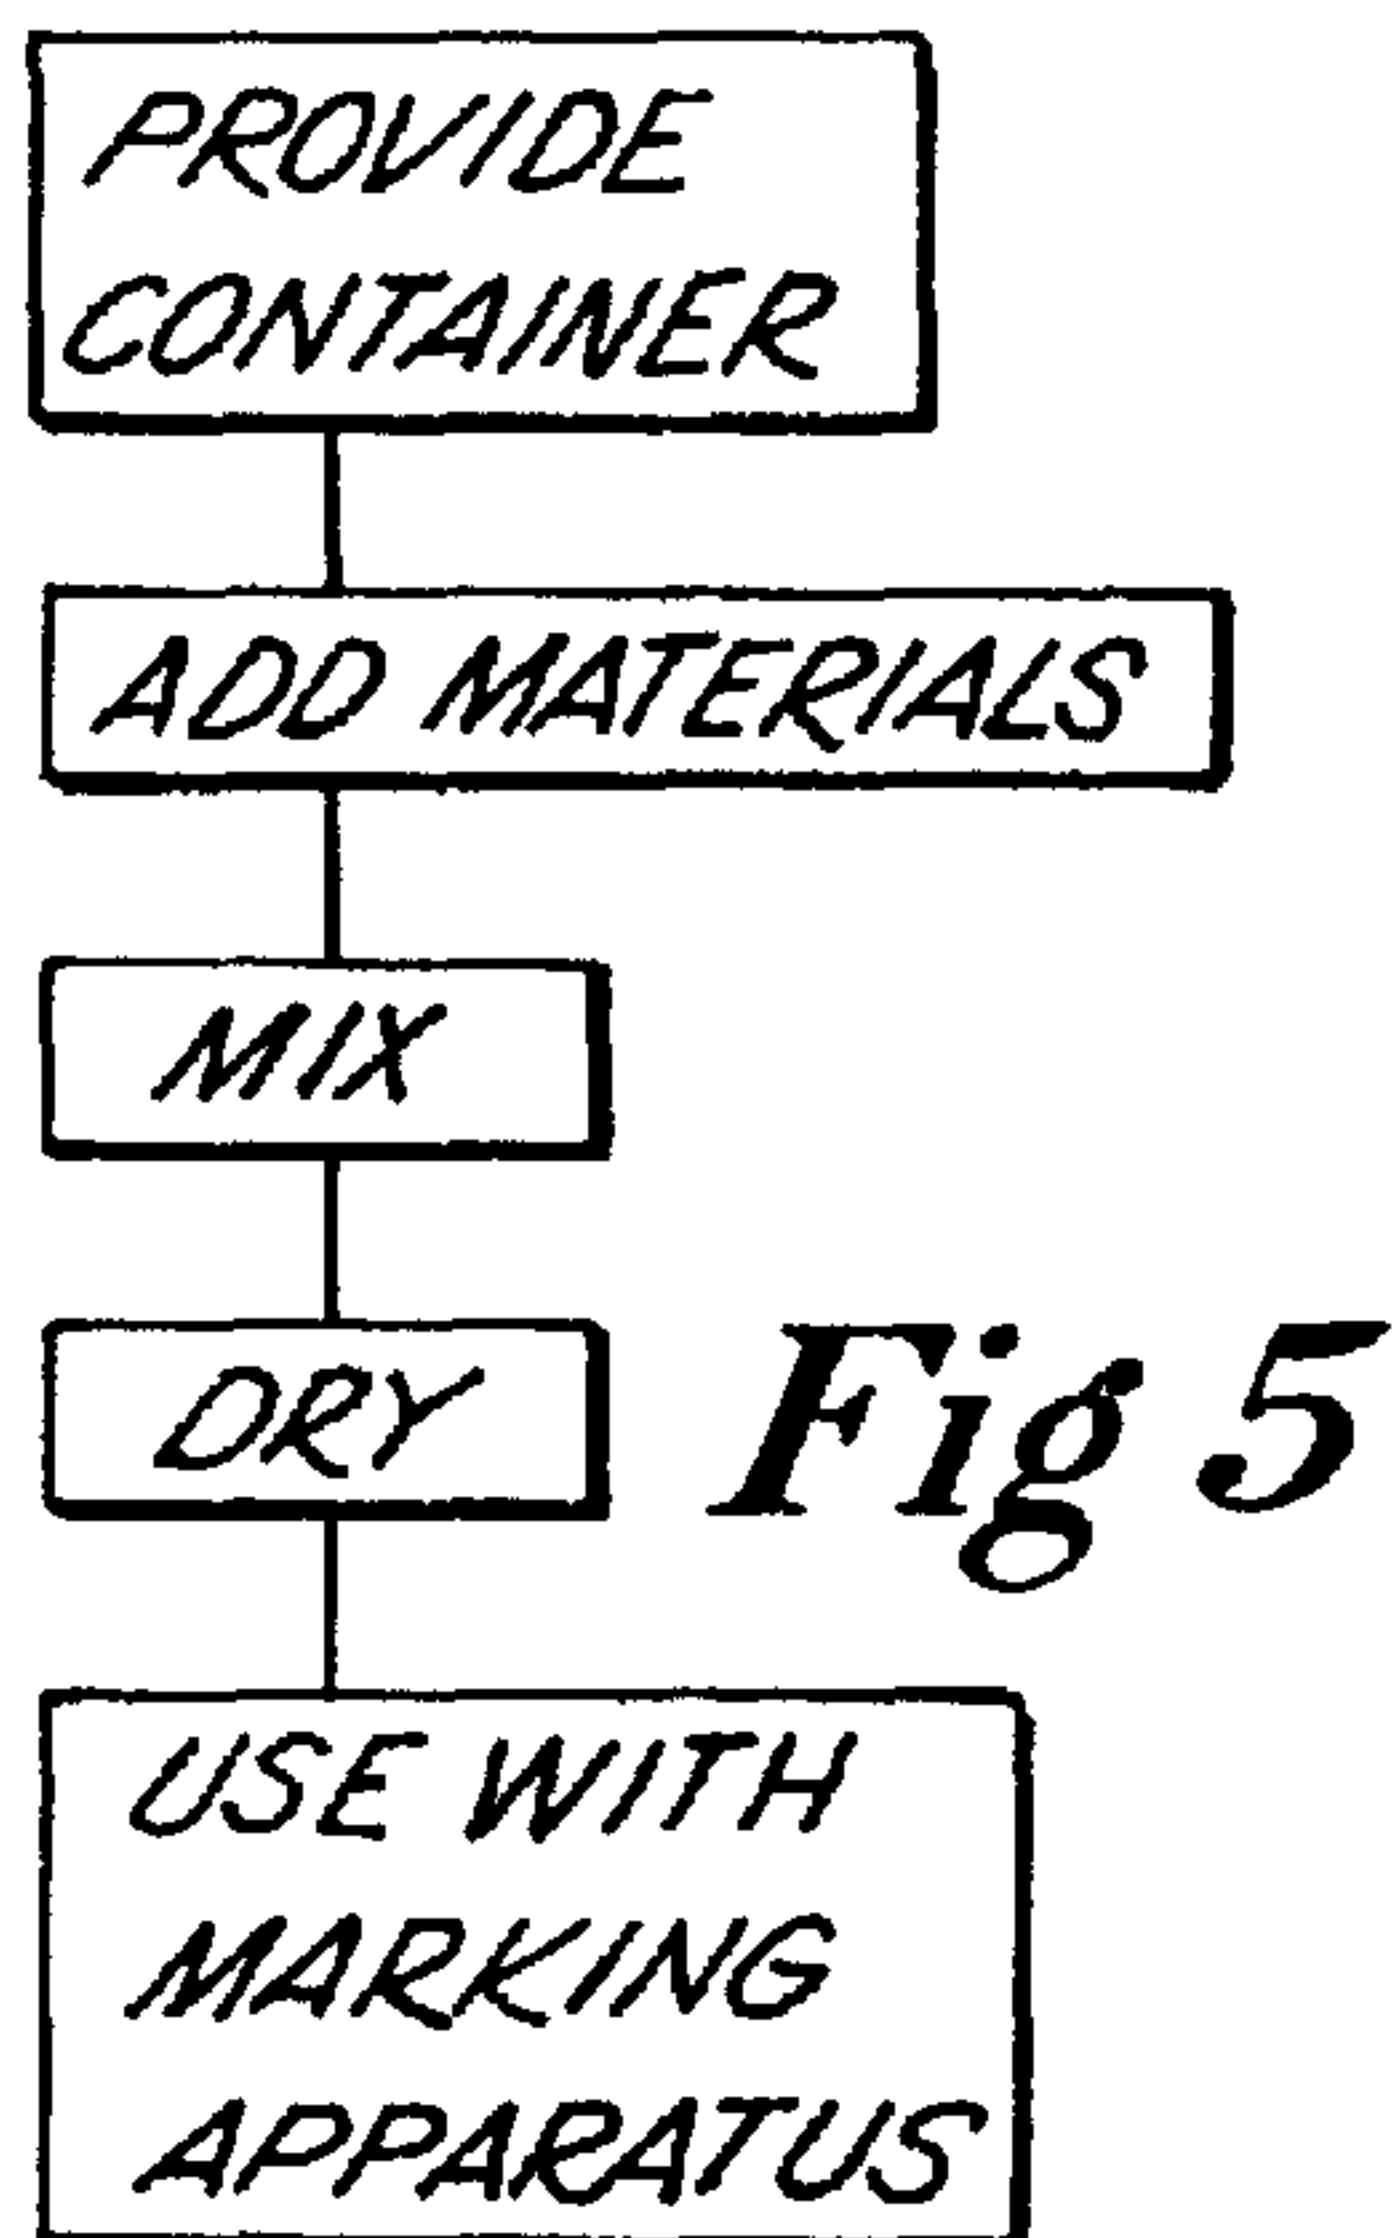 PROVIDE
CONTAINER
ADD MATERIALS
MIX
DRY
Fig 5
USE WITH
MARKING
APPARATUS